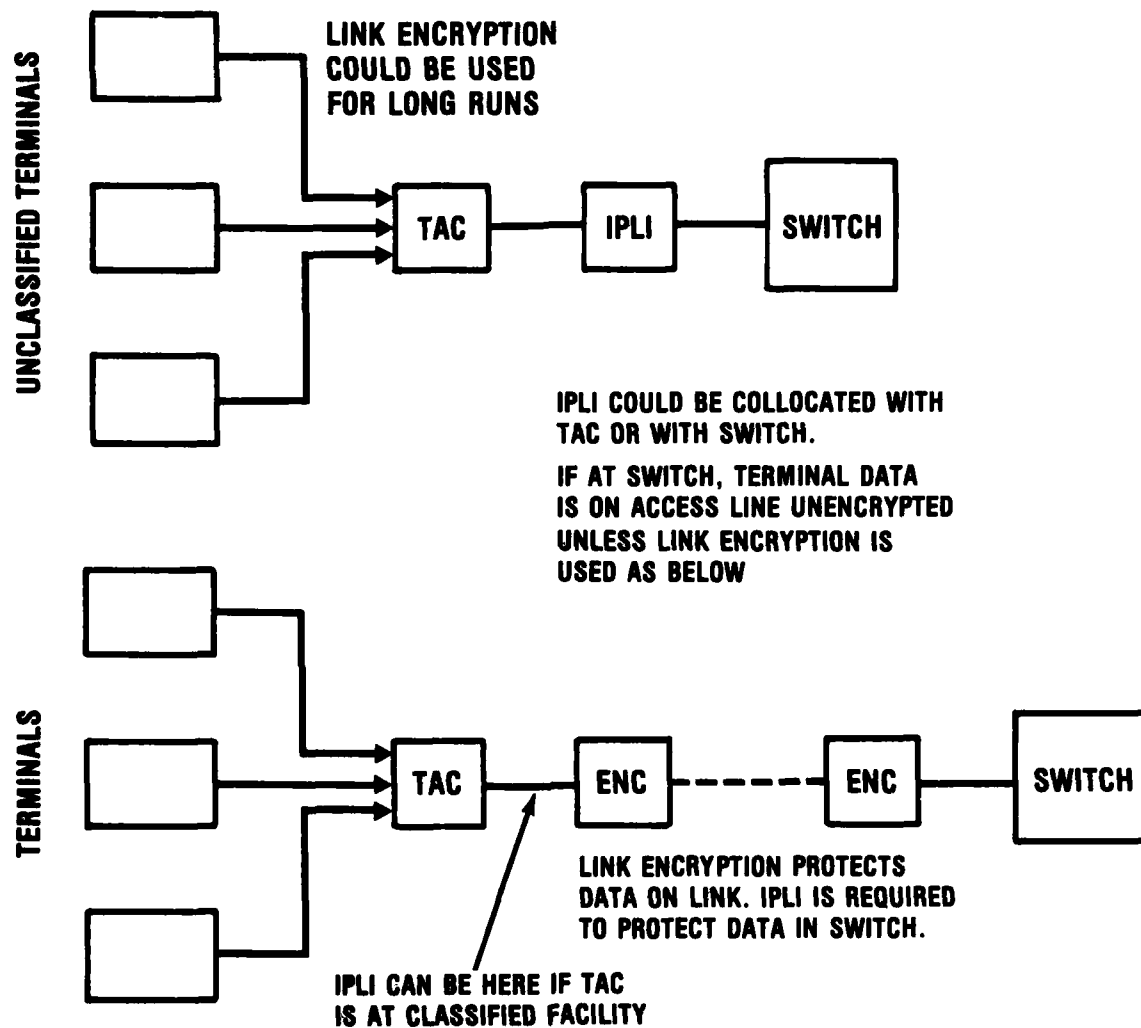 UNCLASSIFIED TERMINALS
LINK ENCRYPTION
COULD BE USED
FOR LONG RUNS
TAC
IPLI
SWITCH
IPLI COULD BE COLLOCATED WITH
TAC OR WITH SWITCH.
IF AT SWITCH, TERMINAL DATA
IS ON ACCESS LINE UNENCRYPTED
UNLESS LINK ENCRYPTION IS
USED AS BELOW
TERMINALS
TAC
ENC
ENC
SWITCH
LINK ENCRYPTION PROTECTS
DATA ON LINK. IPLI IS REQUIRED
TO PROTECT DATA IN SWITCH.
IPLI CAN BE HERE IF TAC
IS AT CLASSIFIED FACILITY